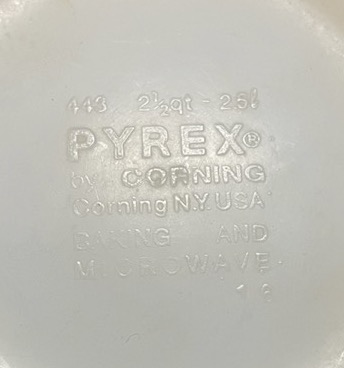 443 2½qt - 2.5ℓ
PYREX®
by CORNING
Corning N.Y. USA
BAKING AND
MICROWAVE